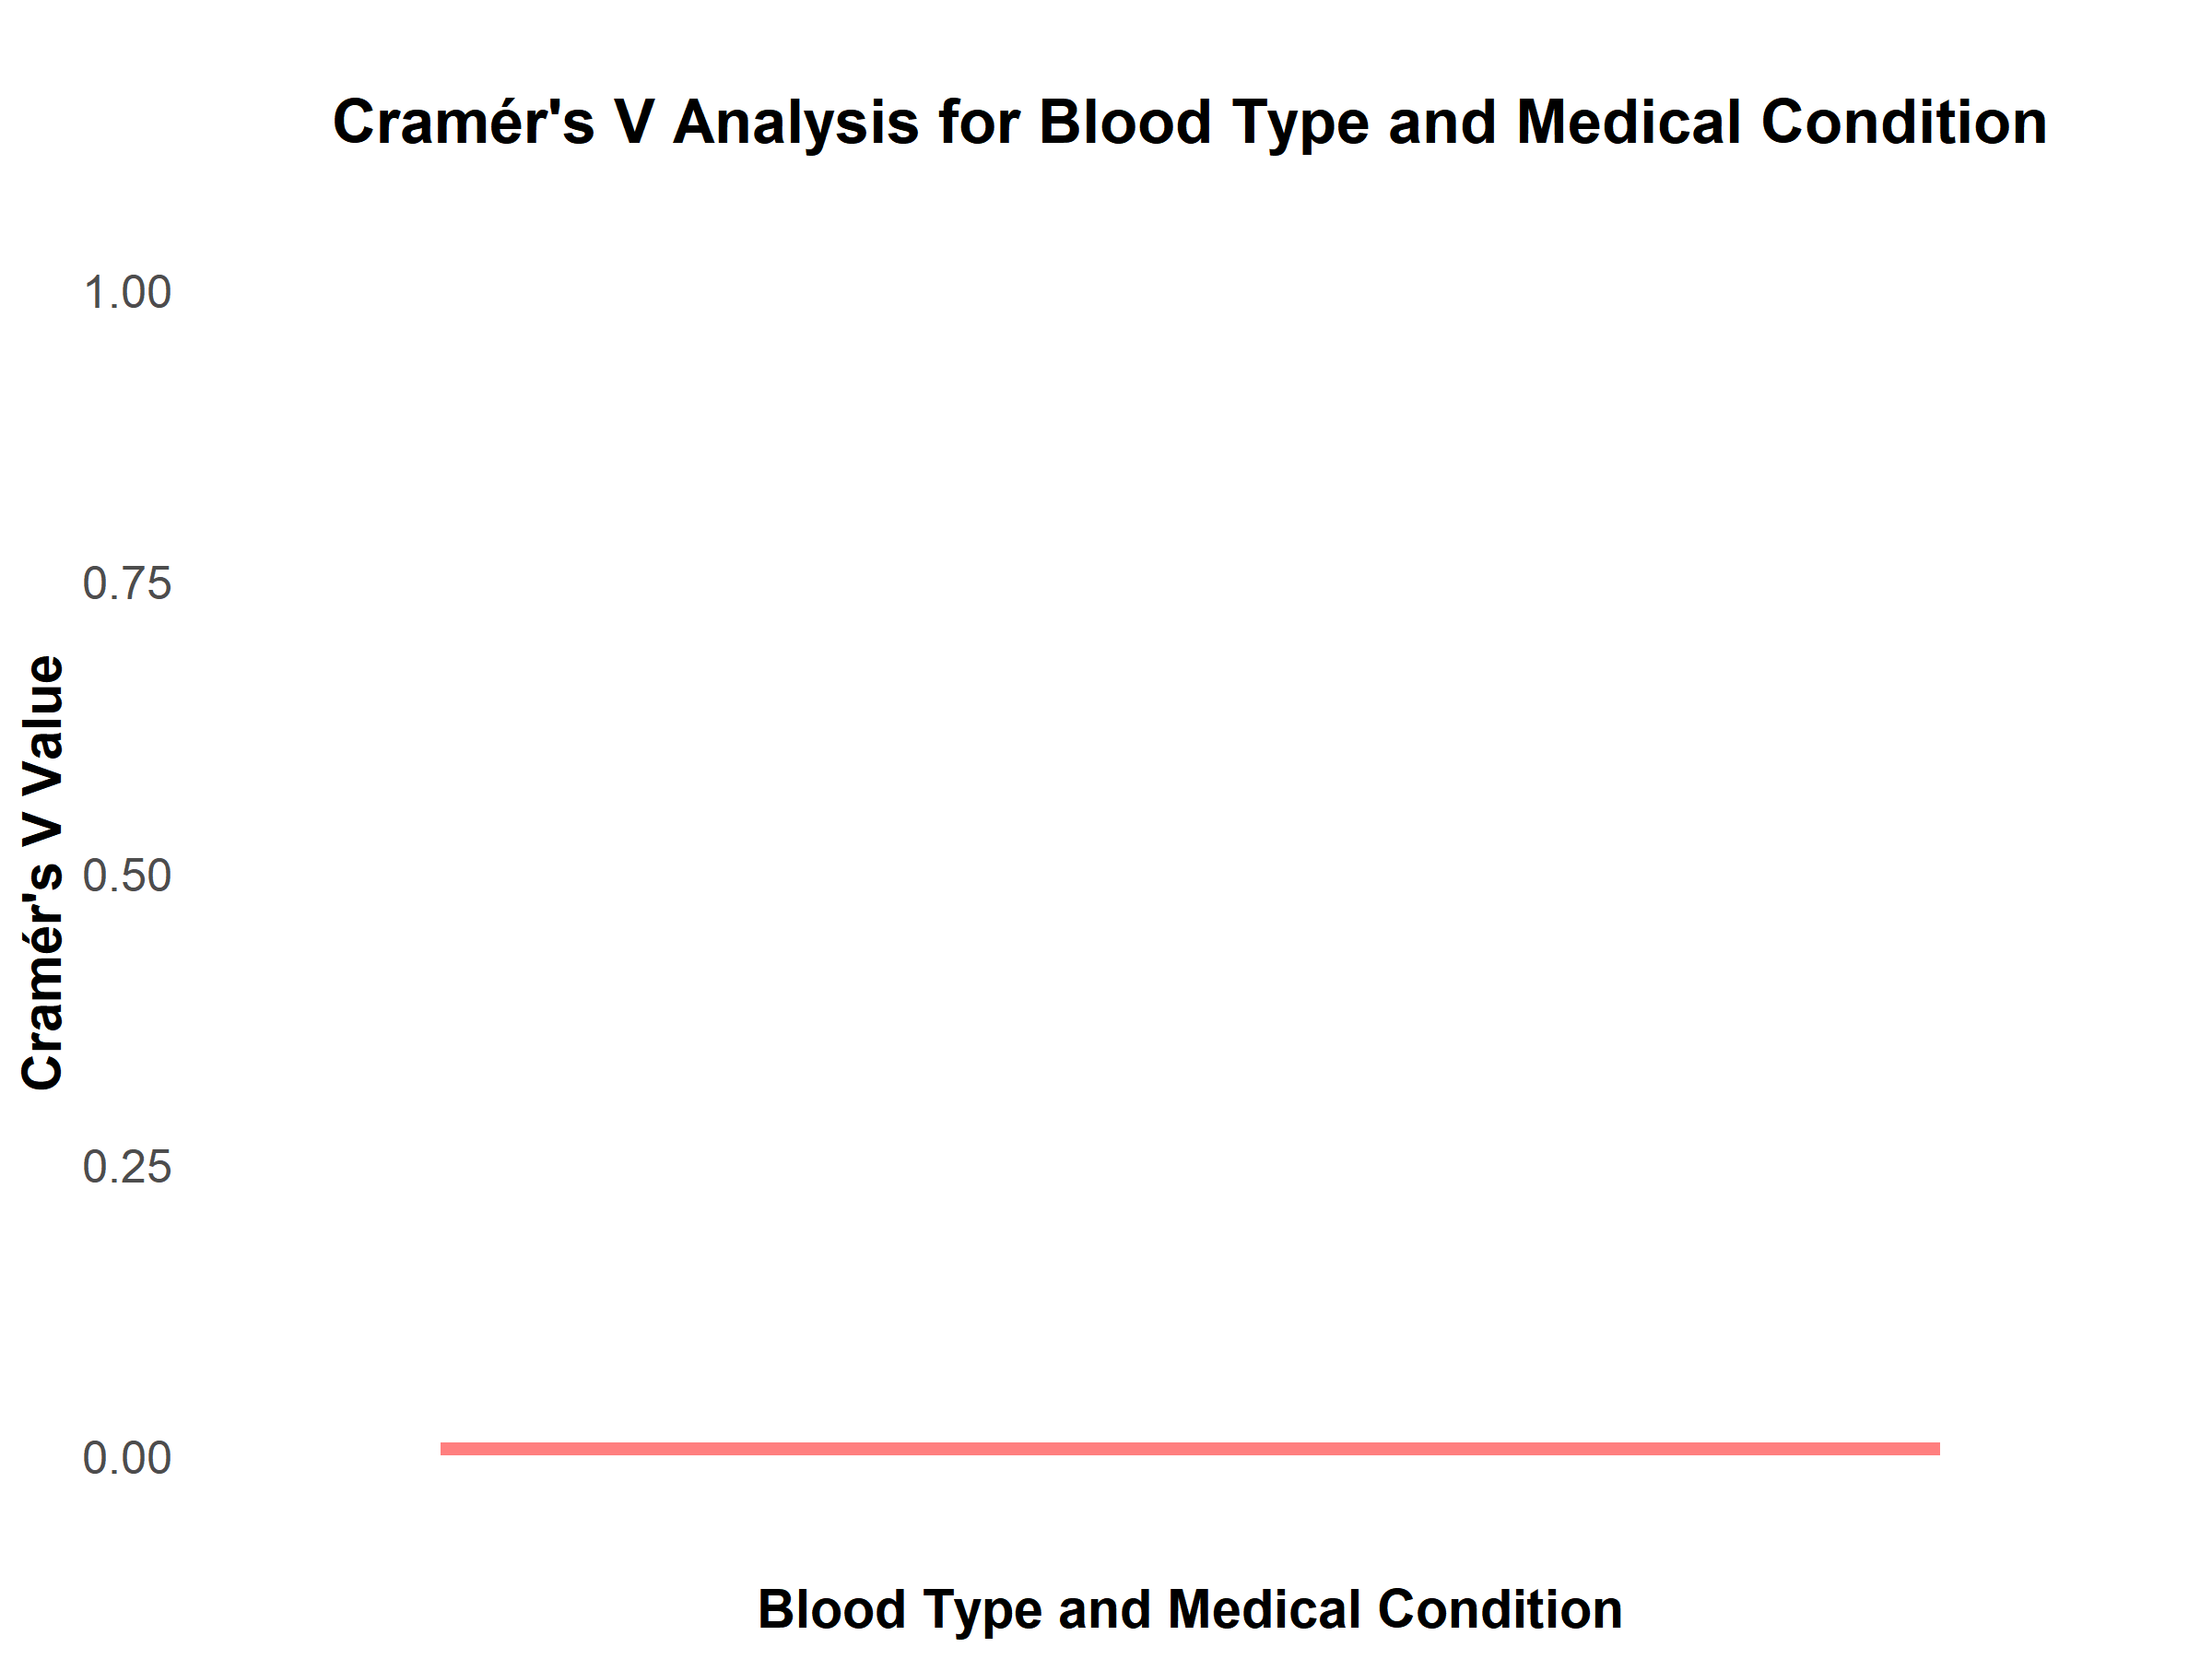 Cramér's V Analysis for Blood Type and Medical Condition
1.00
0.75
0.50
0.25
0.00
Cramér's V Value
Blood Type and Medical Condition